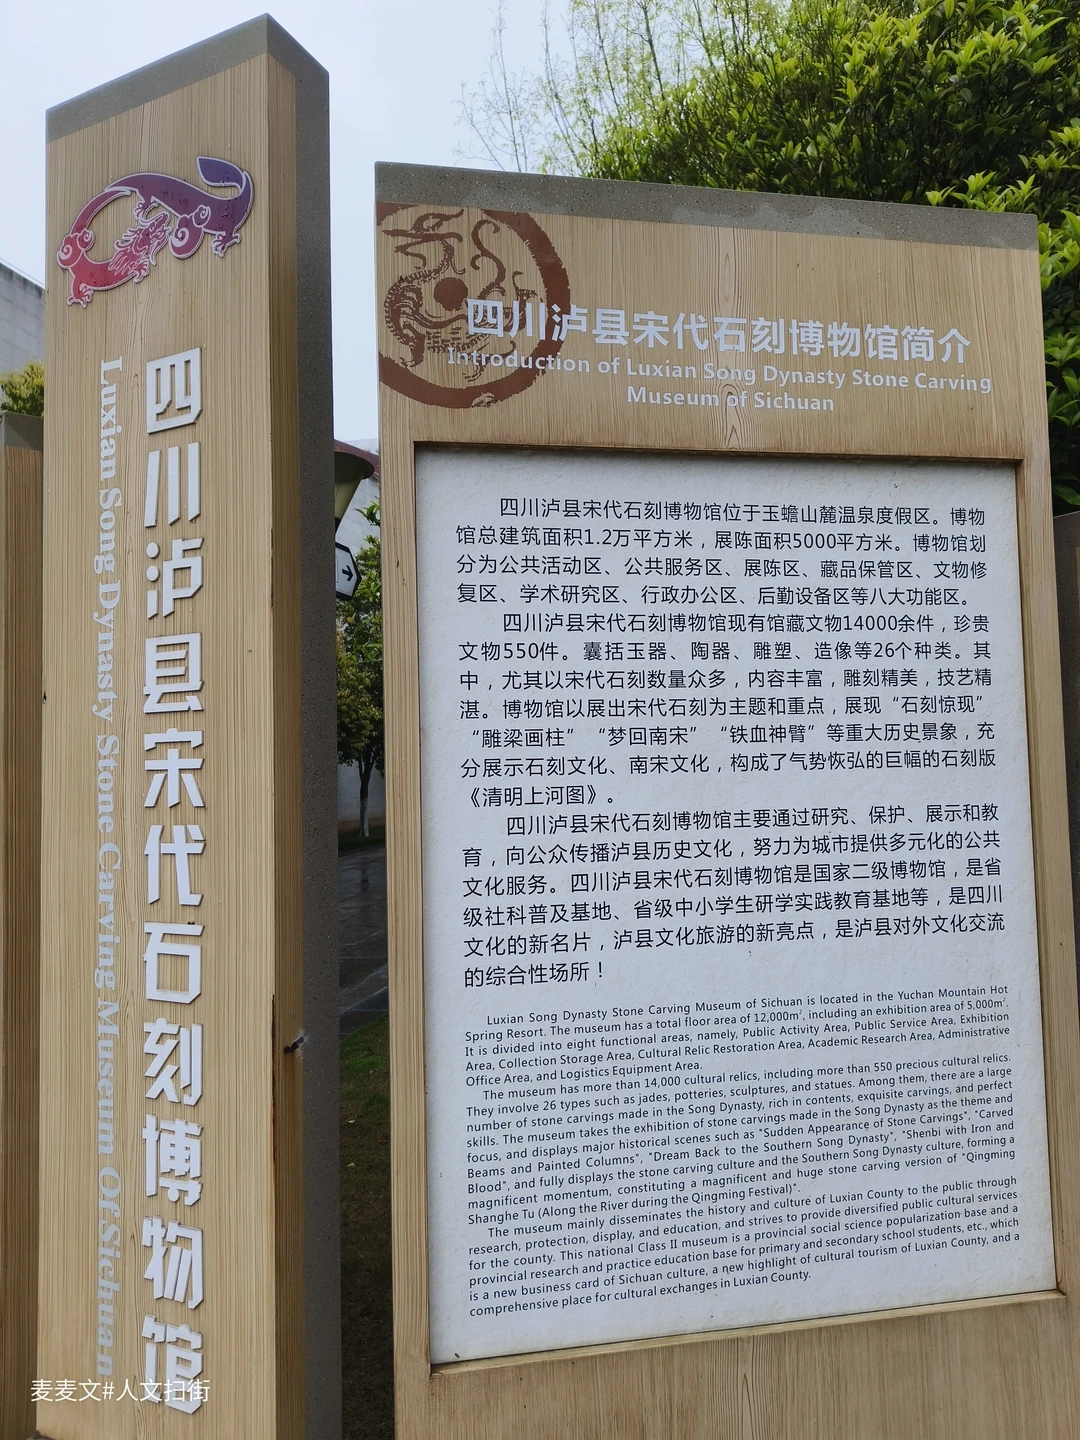 四川泸县宋代石刻博物馆
Luxian Song Dynasty Stone Carving Museum Of Sichuan
四川泸县宋代石刻博物馆简介
Introduction of Luxian Song Dynasty Stone Carving
Museum of Sichuan
四川泸县宋代石刻博物馆位于玉蟾山麓温泉度假区。博物
馆总建筑面积1.2万平方米，展陈面积5000平方米。博物馆划
分为公共活动区、公共服务区、展陈区、藏品保管区、文物修
复区、学术研究区、行政办公区、后勤设备区等八大功能区。
四川泸县宋代石刻博物馆现有馆藏文物14000余件，珍贵
文物550件。囊括玉器、陶器、雕塑、造像等26个种类。其
中，尤其以宋代石刻数量众多，内容丰富，雕刻精美，技艺精
湛。博物馆以展出宋代石刻为主题和重点，展现“石刻惊现”
“雕梁画柱”“梦回南宋”“铁血神臂”等重大历史景象，充
分展示石刻文化、南宋文化，构成了气势恢弘的巨幅的石刻版
《清明上河图》。
四川泸县宋代石刻博物馆主要通过研究、保护、展示和教
育，向公众传播泸县历史文化，努力为城市提供多元化的公共
文化服务。四川泸县宋代石刻博物馆是国家二级博物馆，是省
级社科普及基地、省级中小学生研学实践教育基地等，是四川
文化的新名片，泸县文化旅游的新亮点，是泸县对外文化交流
的综合性场所！
Luxian Song Dynasty Stone Carving Museum of Sichuan is located in the Yuchan Mountain Hot
Spring Resort. The museum has a total floor area of 12,000m², including an exhibition area of 5,000m².
It is divided into eight functional areas, namely, Public Activity Area, Public Service Area, Exhibition
Area, Collection Storage Area, Cultural Relic Restoration Area, Academic Research Area, Administrative
Office Area, and Logistics Equipment Area.
The museum has more than 14,000 cultural relics, including more than 550 precious cultural relics.
They involve 26 types such as jades, potteries, sculptures, and statues. Among them, there are a large
number of stone carvings made in the Song Dynasty, rich in contents, exquisite carvings, and perfect
skills. The museum takes the exhibition of stone carvings made in the Song Dynasty as the theme and
focus, and displays major historical scenes such as "Sudden Appearance of Stone Carvings", "Carved
Beams and Painted Columns", "Dream Back to the Southern Song Dynasty", "Shenbi with Iron and
Blood", and fully displays the stone carving culture and the Southern Song Dynasty culture, forming a
magnificent momentum, constituting a magnificent and huge stone carving version of "Qingming
Shanghe Tu (Along the River during the Qingming Festival)".
The museum mainly disseminates the history and culture of Luxian County to the public through
research, protection, display, and education, and strives to provide diversified public cultural services
for the county. This national Class II museum is a provincial social science popularization base and a
provincial research and practice education base for primary and secondary school students, etc., which
is a new business card of Sichuan culture, a new highlight of cultural tourism of Luxian County, and a
comprehensive place for cultural exchanges in Luxian County.
麦麦文#人文扫街